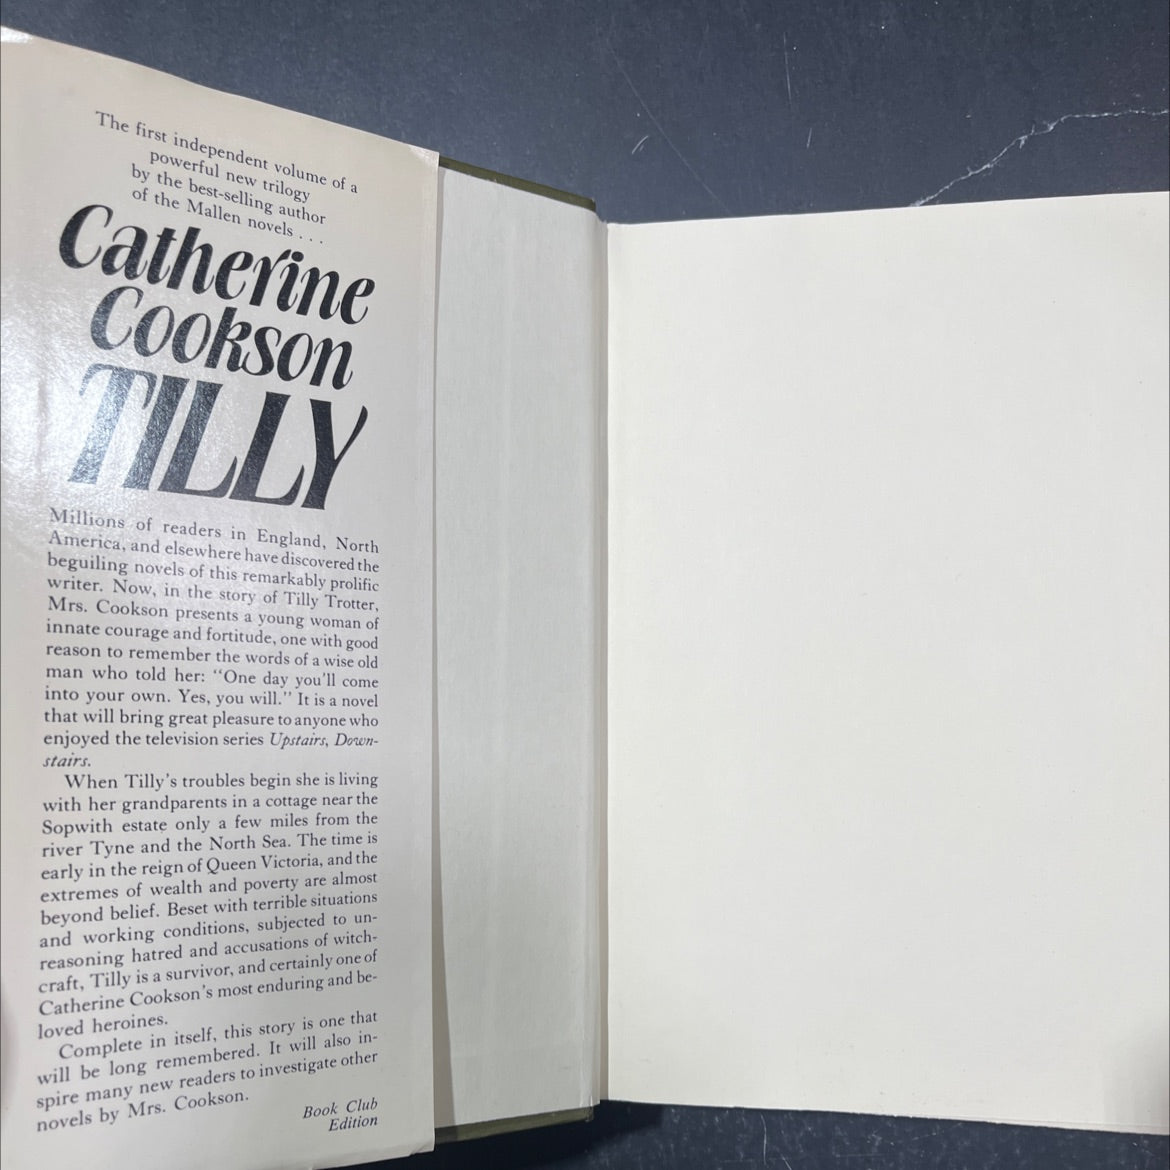 The first independent volume of a
powerful new trilogy
by the best-selling author
of the Mallen novels . . .
Catherine
Cookson
TILLY
Millions of readers in England, North
America, and elsewhere have discovered the
beguiling novels of this remarkably prolific
writer. Now, in the story of Tilly Trotter,
Mrs. Cookson presents a young woman of
innate courage and fortitude, one with good
reason to remember the words of a wise old
man who told her: “One day you’ll come
into your own. Yes, you will.” It is a novel
that will bring great pleasure to anyone who
enjoyed the television series Upstairs, Down-
stairs.
When Tilly’s troubles begin she is living
with her grandparents in a cottage near the
Sopwith estate only a few miles from the
river Tyne and the North Sea. The time is
early in the reign of Queen Victoria, and the
extremes of wealth and poverty are almost
beyond belief. Beset with terrible situations
and working conditions, subjected to un-
reasoning hatred and accusations of witch-
craft, Tilly is a survivor, and certainly one of
Catherine Cookson’s most enduring and be-
loved heroines.
Complete in itself, this story is one that
will be long remembered. It will also in-
spire many new readers to investigate other
novels by Mrs. Cookson.
Book Club
Edition